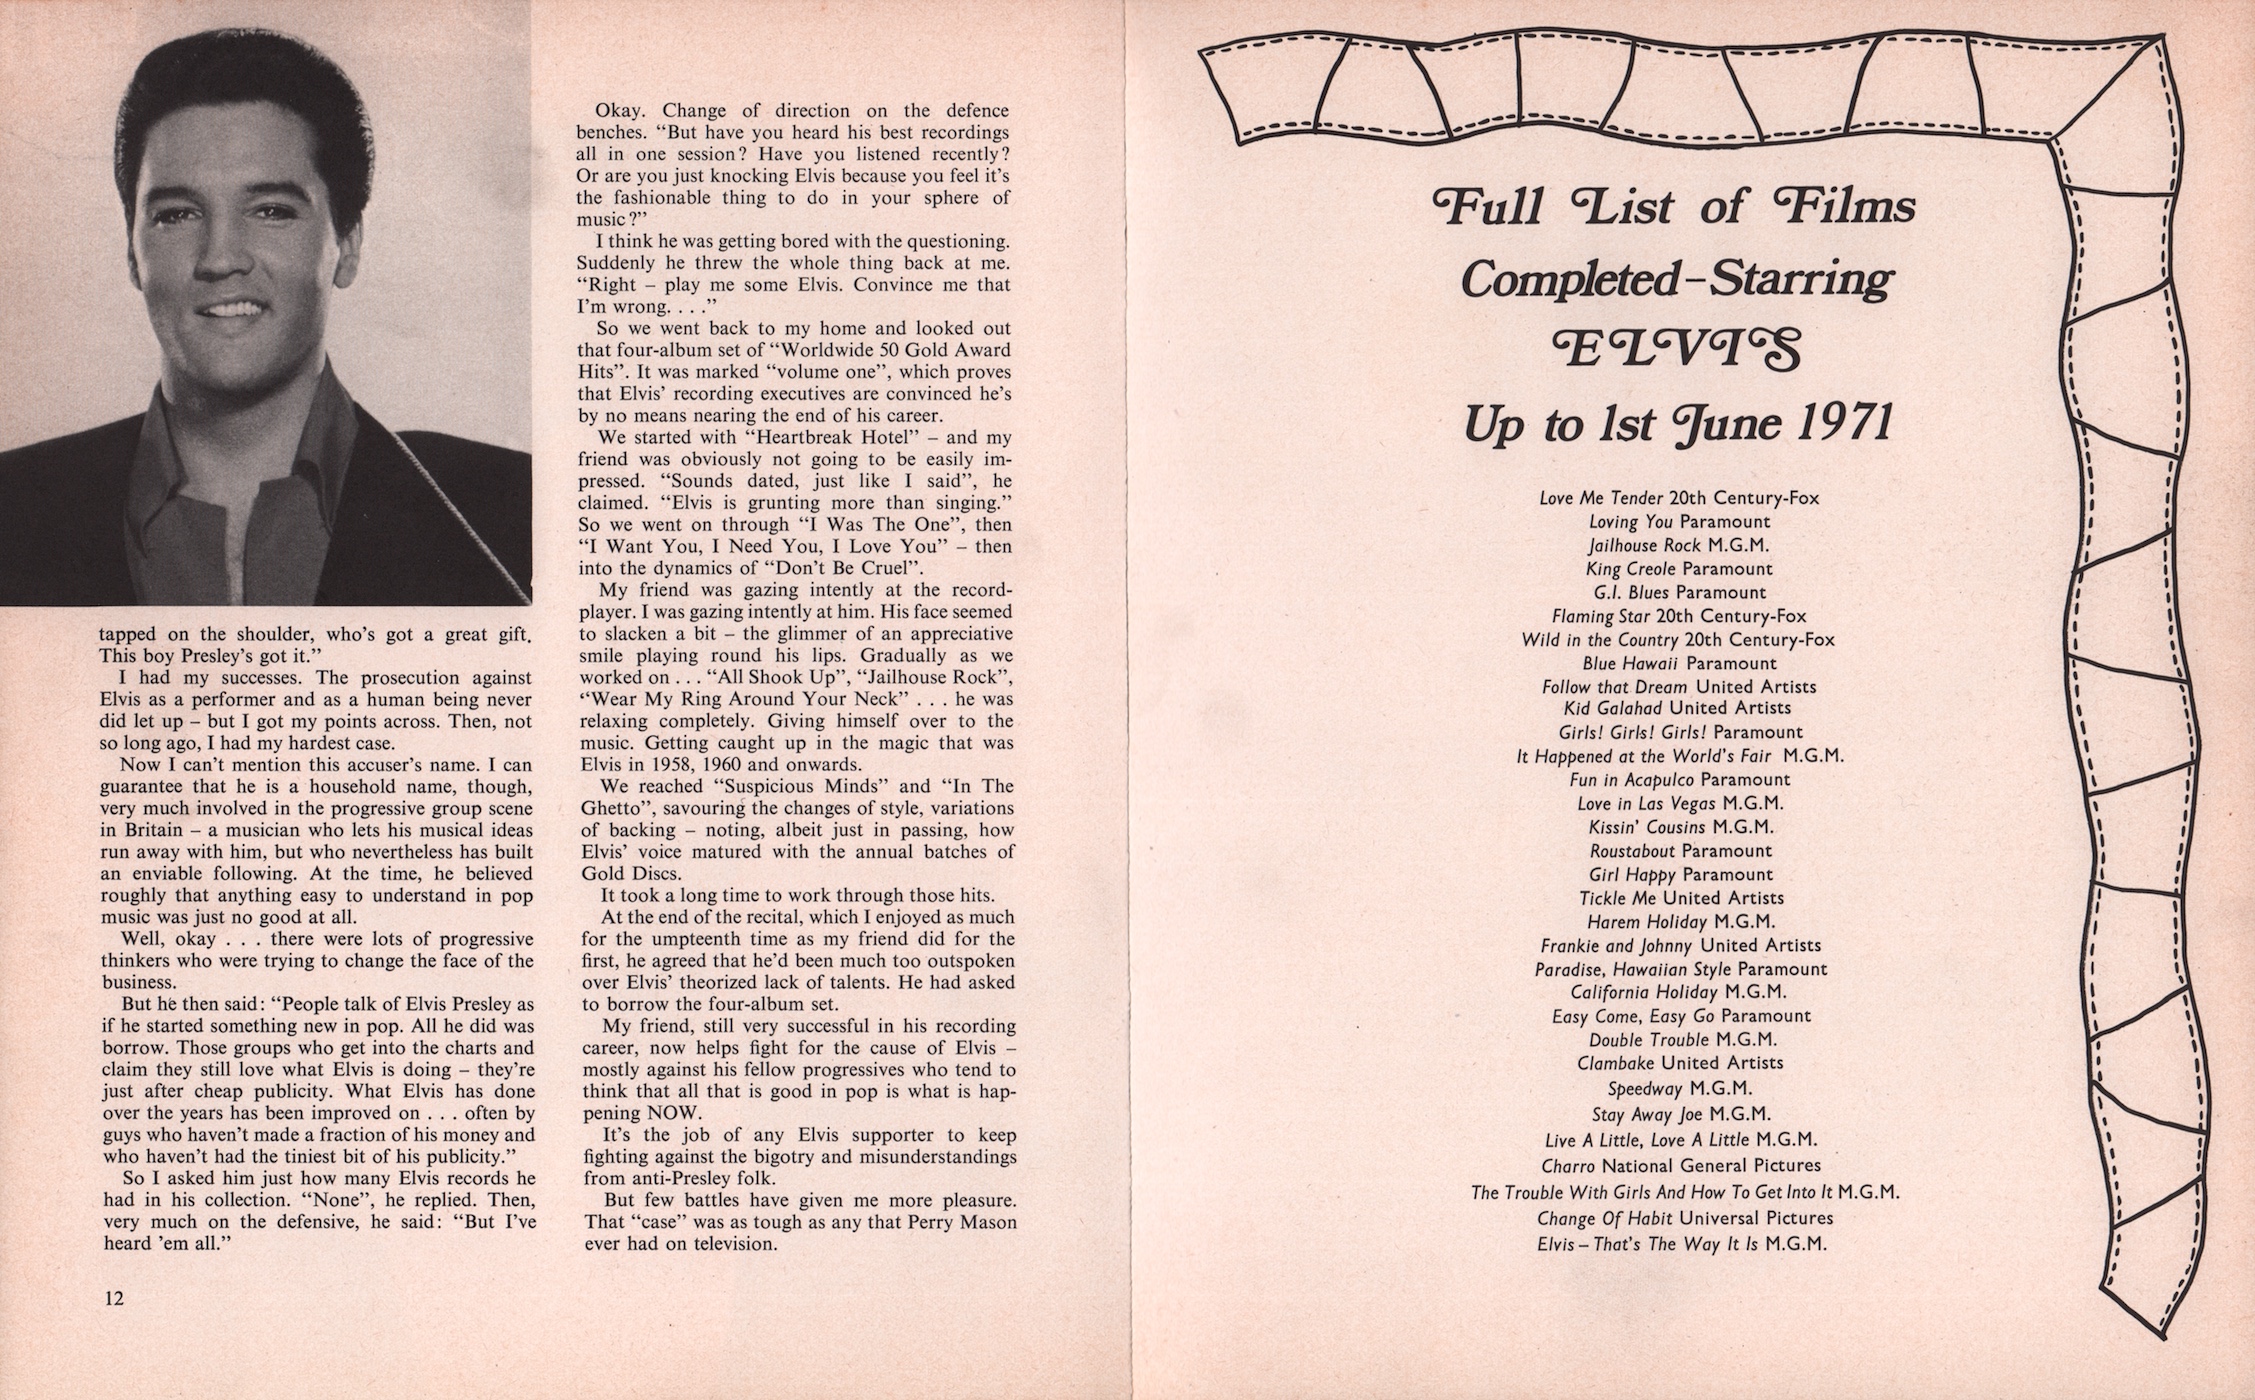 tapped on the shoulder, who's got a great gift.
This boy Presley's got it.”
I had my successes. The prosecution against
Elvis as a performer and as a human being never
did let up – but I got my points across. Then, not
so long ago, I had my hardest case.
Now I can't mention this accuser's name. I can
guarantee that he is a household name, though,
very much involved in the progressive group scene
in Britain – a musician who lets his musical ideas
run away with him, but who nevertheless has built
an enviable following. At the time, he believed
roughly that anything easy to understand in pop
music was just no good at all.
Well, okay . . . there were lots of progressive
thinkers who were trying to change the face of the
business.
But he then said: “People talk of Elvis Presley as
if he started something new in pop. All he did was
borrow. Those groups who get into the charts and
claim they still love what Elvis is doing – they're
just after cheap publicity. What Elvis has done
over the years has been improved on . . . often by
guys who haven't made a fraction of his money and
who haven't had the tiniest bit of his publicity.”
So I asked him just how many Elvis records he
had in his collection. “None”, he replied. Then,
very much on the defensive, he said: “But I've
heard 'em all.”
12
Okay. Change of direction on the defence
benches. “But have you heard his best recordings
all in one session? Have you listened recently?
Or are you just knocking Elvis because you feel it's
the fashionable thing to do in your sphere of
music?”
I think he was getting bored with the questioning.
Suddenly he threw the whole thing back at me.
“Right – play me some Elvis. Convince me that
I'm wrong. . . .”
So we went back to my home and looked out
that four-album set of “Worldwide 50 Gold Award
Hits”. It was marked “volume one”, which proves
that Elvis' recording executives are convinced he's
by no means nearing the end of his career.
We started with “Heartbreak Hotel” – and my
friend was obviously not going to be easily im-
pressed. “Sounds dated, just like I said”, he
claimed. “Elvis is grunting more than singing.”
So we went on through “I Was The One”, then
“I Want You, I Need You, I Love You” – then
into the dynamics of “Don't Be Cruel”.
My friend was gazing intently at the record-
player. I was gazing intently at him. His face seemed
to slacken a bit – the glimmer of an appreciative
smile playing round his lips. Gradually as we
worked on . . . “All Shook Up”, “Jailhouse Rock”,
“Wear My Ring Around Your Neck” . . . he was
relaxing completely. Giving himself over to the
music. Getting caught up in the magic that was
Elvis in 1958, 1960 and onwards.
We reached “Suspicious Minds” and “In The
Ghetto”, savouring the changes of style, variations
of backing – noting, albeit just in passing, how
Elvis' voice matured with the annual batches of
Gold Discs.
It took a long time to work through those hits.
At the end of the recital, which I enjoyed as much
for the umpteenth time as my friend did for the
first, he agreed that he'd been much too outspoken
over Elvis' theorized lack of talents. He had asked
to borrow the four-album set.
My friend, still very successful in his recording
career, now helps fight for the cause of Elvis –
mostly against his fellow progressives who tend to
think that all that is good in pop is what is hap-
pening NOW.
It's the job of any Elvis supporter to keep
fighting against the bigotry and misunderstandings
from anti-Presley folk.
But few battles have given me more pleasure.
That “case” was as tough as any that Perry Mason
ever had on television.
Full List of Films
Completed–Starring
ELVIS
Up to 1st June 1971
Love Me Tender 20th Century-Fox
Loving You Paramount
Jailhouse Rock M.G.M.
King Creole Paramount
G.I. Blues Paramount
Flaming Star 20th Century-Fox
Wild in the Country 20th Century-Fox
Blue Hawaii Paramount
Follow that Dream United Artists
Kid Galahad United Artists
Girls! Girls! Girls! Paramount
It Happened at the World's Fair M.G.M.
Fun in Acapulco Paramount
Love in Las Vegas M.G.M.
Kissin' Cousins M.G.M.
Roustabout Paramount
Girl Happy Paramount
Tickle Me United Artists
Harem Holiday M.G.M.
Frankie and Johnny United Artists
Paradise, Hawaiian Style Paramount
California Holiday M.G.M.
Easy Come, Easy Go Paramount
Double Trouble M.G.M.
Clambake United Artists
Speedway M.G.M.
Stay Away Joe M.G.M.
Live A Little, Love A Little M.G.M.
Charro National General Pictures
The Trouble With Girls And How To Get Into It M.G.M.
Change Of Habit Universal Pictures
Elvis – That's The Way It Is M.G.M.